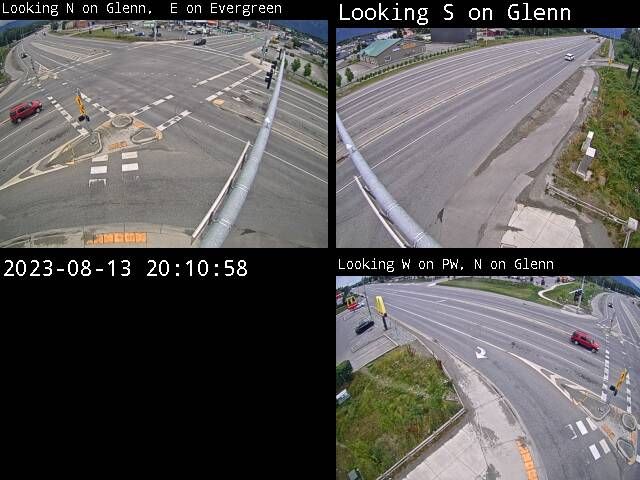 Looking N on Glenn,  E on Evergreen
Looking S on Glenn
2023-08-13 20:10:58
Looking W on PW, N on Glenn